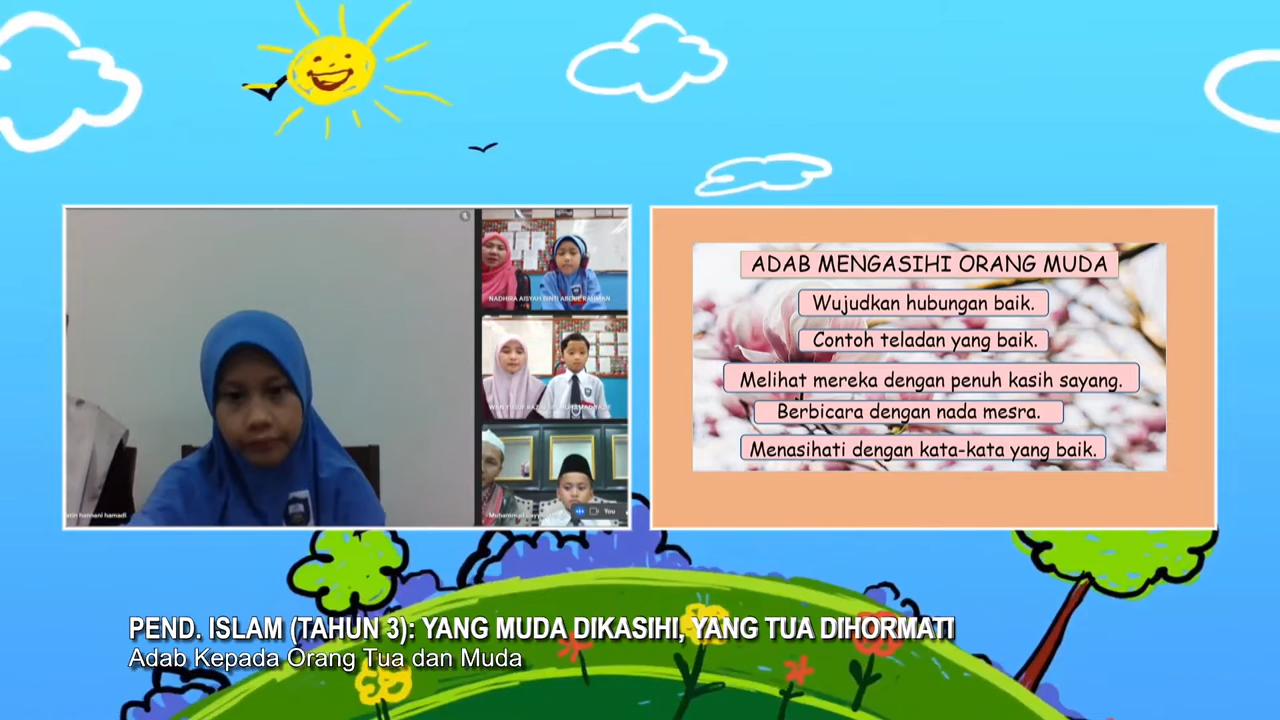 NADHIRA AISYAH BINTI ABDUL RAHMAN
hannani hamadi
You
ADAB MENGASIHI ORANG MUDA
Wujudkan hubungan baik.
Contoh teladan yang baik.
Melihat mereka dengan penuh kasih sayang.
Berbicara dengan nada mesra.
Menasihati dengan kata-kata yang baik.
PEND. ISLAM (TAHUN 3): YANG MUDA DIKASIHI, YANG TUA DIHORMATI
Adab Kepada Orang Tua dan Muda